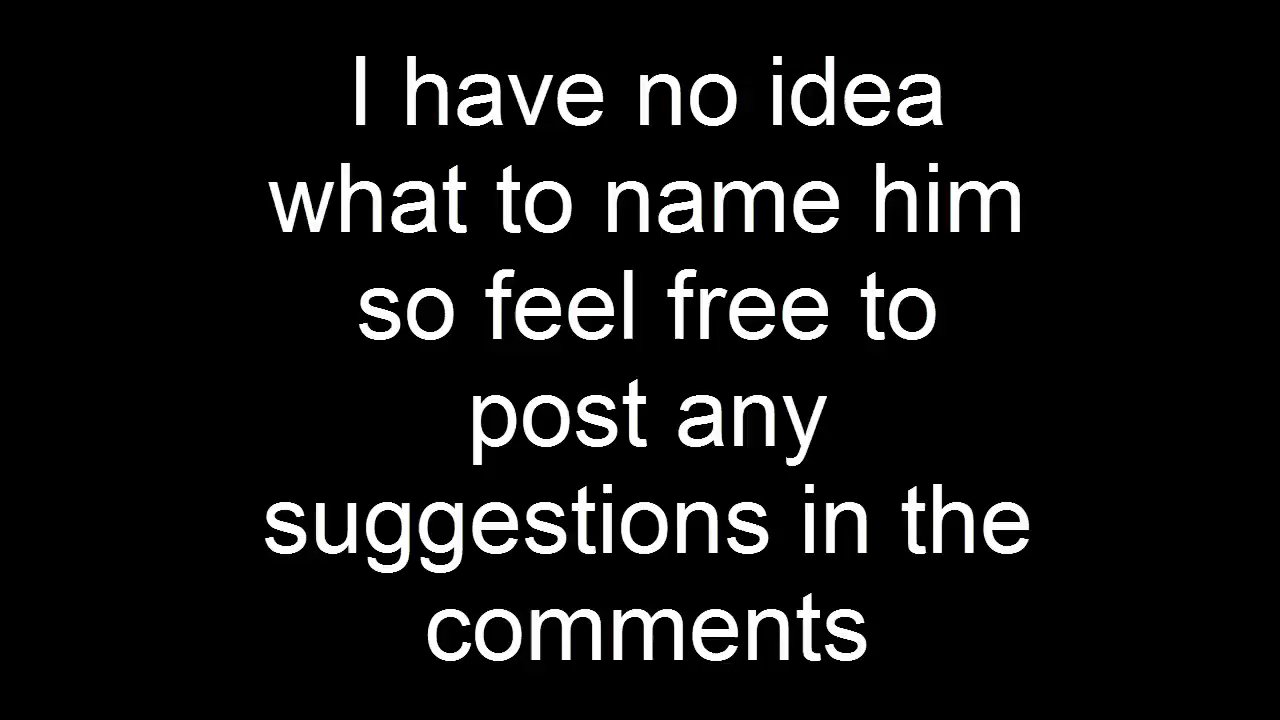 I have no idea
what to name him
so feel free to
post any
suggestions in the
comments